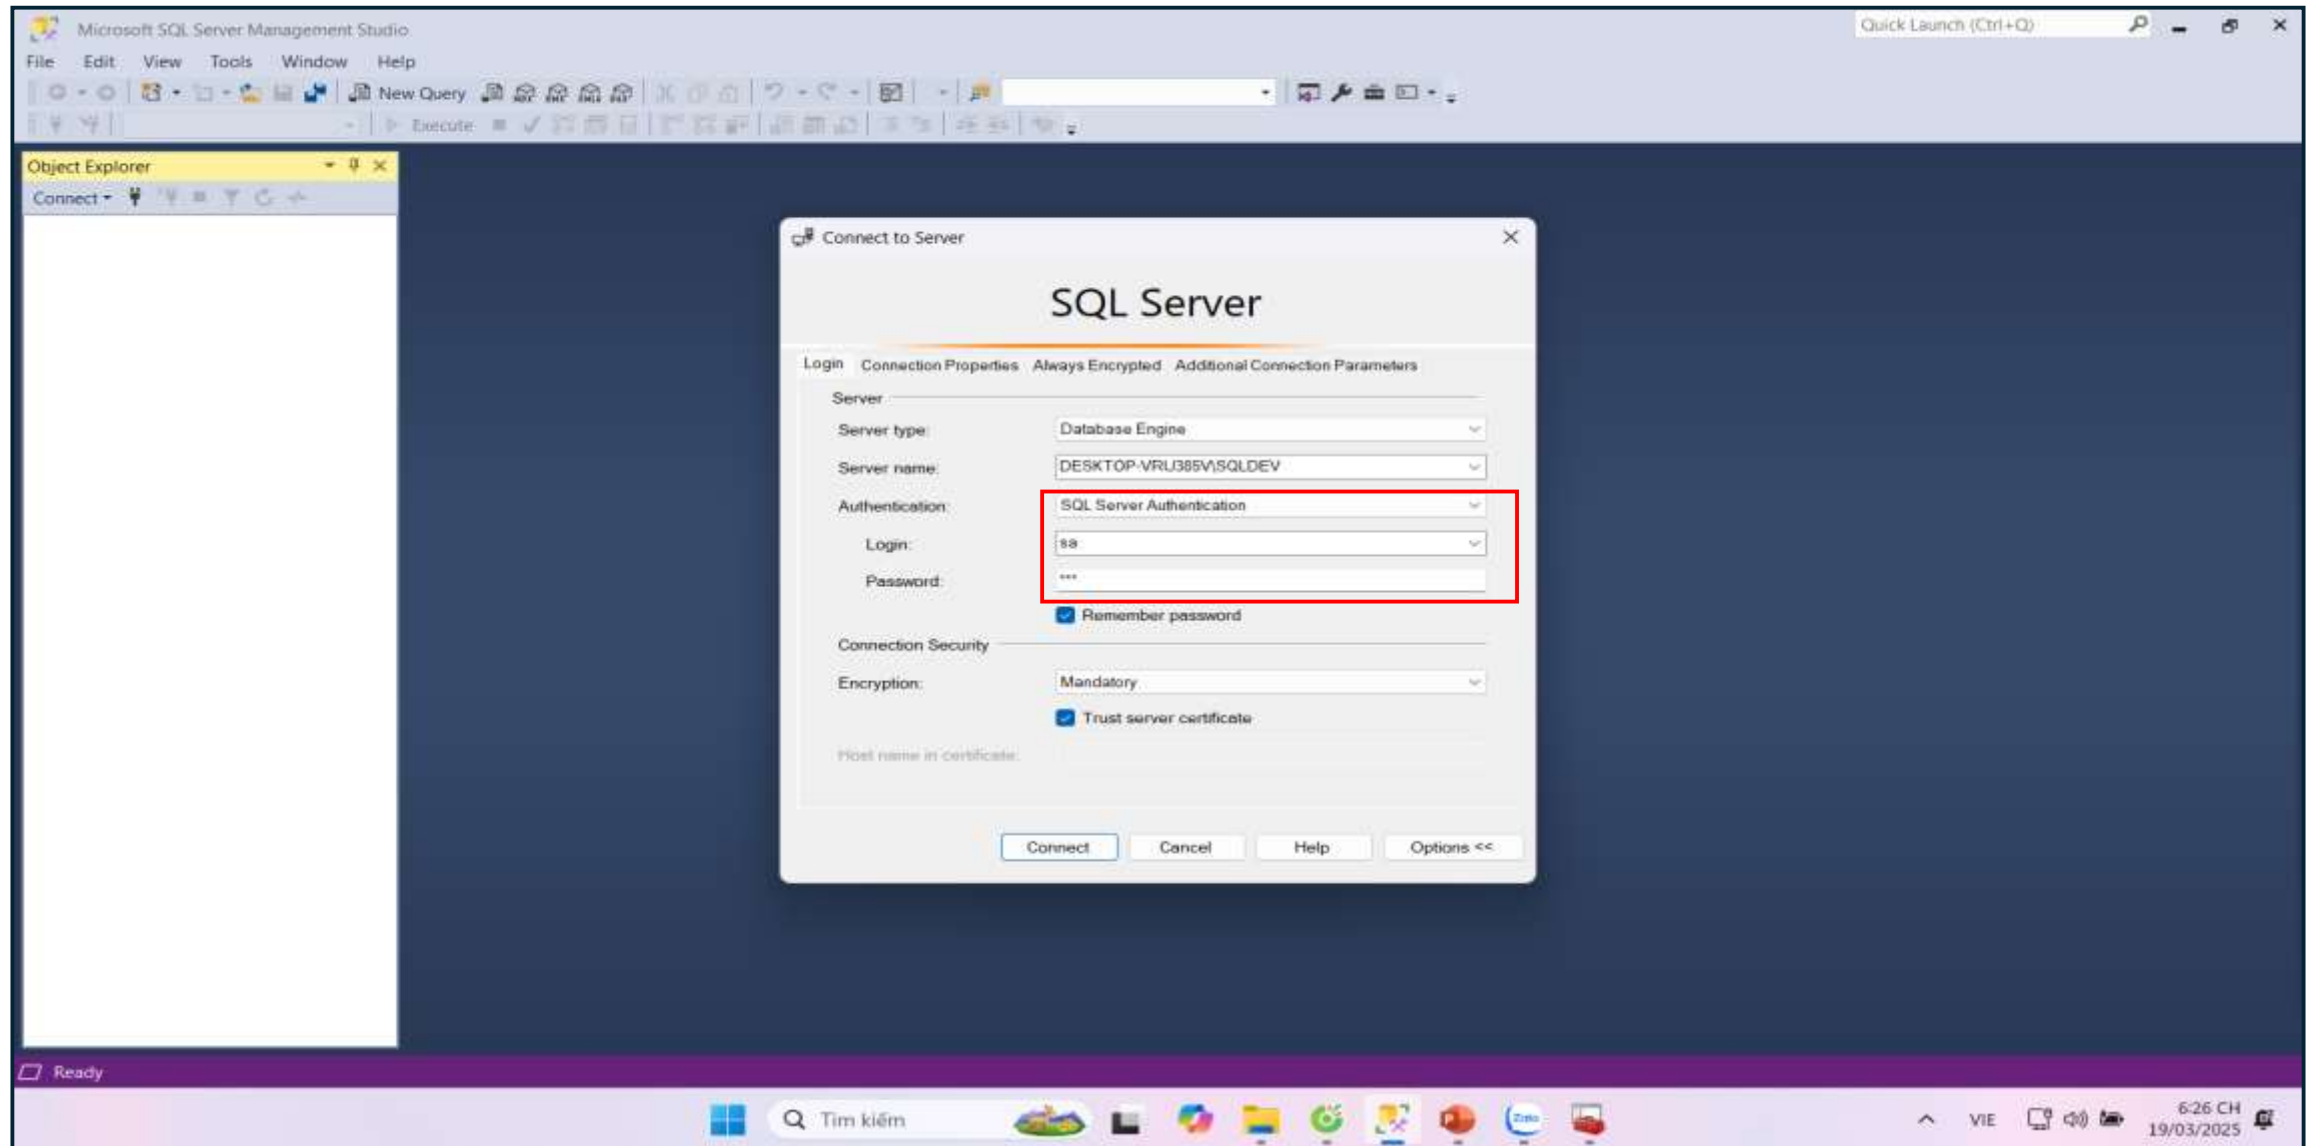 Microsoft SQL Server Management Studio
Quick Launch (Ctrl+Q)
File Edit View Tools Window Help
New Query
Execute
Object Explorer
Connect
Connect to Server
SQL Server
Login Connection Properties Always Encrypted Additional Connection Parameters
Server
Server type: Database Engine
Server name: DESKTOP-VRU385V\SQLDEV
Authentication: SQL Server Authentication
Login: sa
Password: ***
Remember password
Connection Security
Encryption: Mandatory
Trust server certificate
Host name in certificate:
Connect Cancel Help Options <<
Ready
Tìm kiếm
Zalo
VIE
6:26 CH
19/03/2025